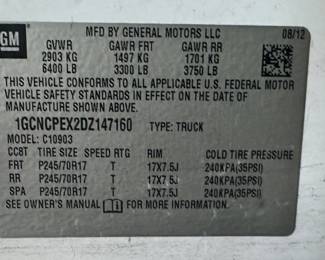 GM
MFD BY GENERAL MOTORS LLC 08/12
GVWR GAWR FRT GAWR RR
2903 KG 1497 KG 1701 KG
6400 LB 3300 LB 3750 LB
THIS VEHICLE CONFORMS TO ALL APPLICABLE U.S. FEDERAL MOTOR
VEHICLE SAFETY STANDARDS IN EFFECT ON THE DATE OF
MANUFACTURE SHOWN ABOVE.
1GCNCPEX2DZ147160 TYPE: TRUCK
MODEL: C10903
CC8T TIRE SIZE SPEED RTG RIM COLD TIRE PRESSURE
FRT P245/70R17 T 17X7.5J 240KPA(35PSI)
RR P245/70R17 T 17X7.5J 240KPA(35PSI)
SPA P245/70R17 T 17X7.5J 240KPA(35PSI)
SEE OWNER'S MANUAL FOR MORE INFORMATION.